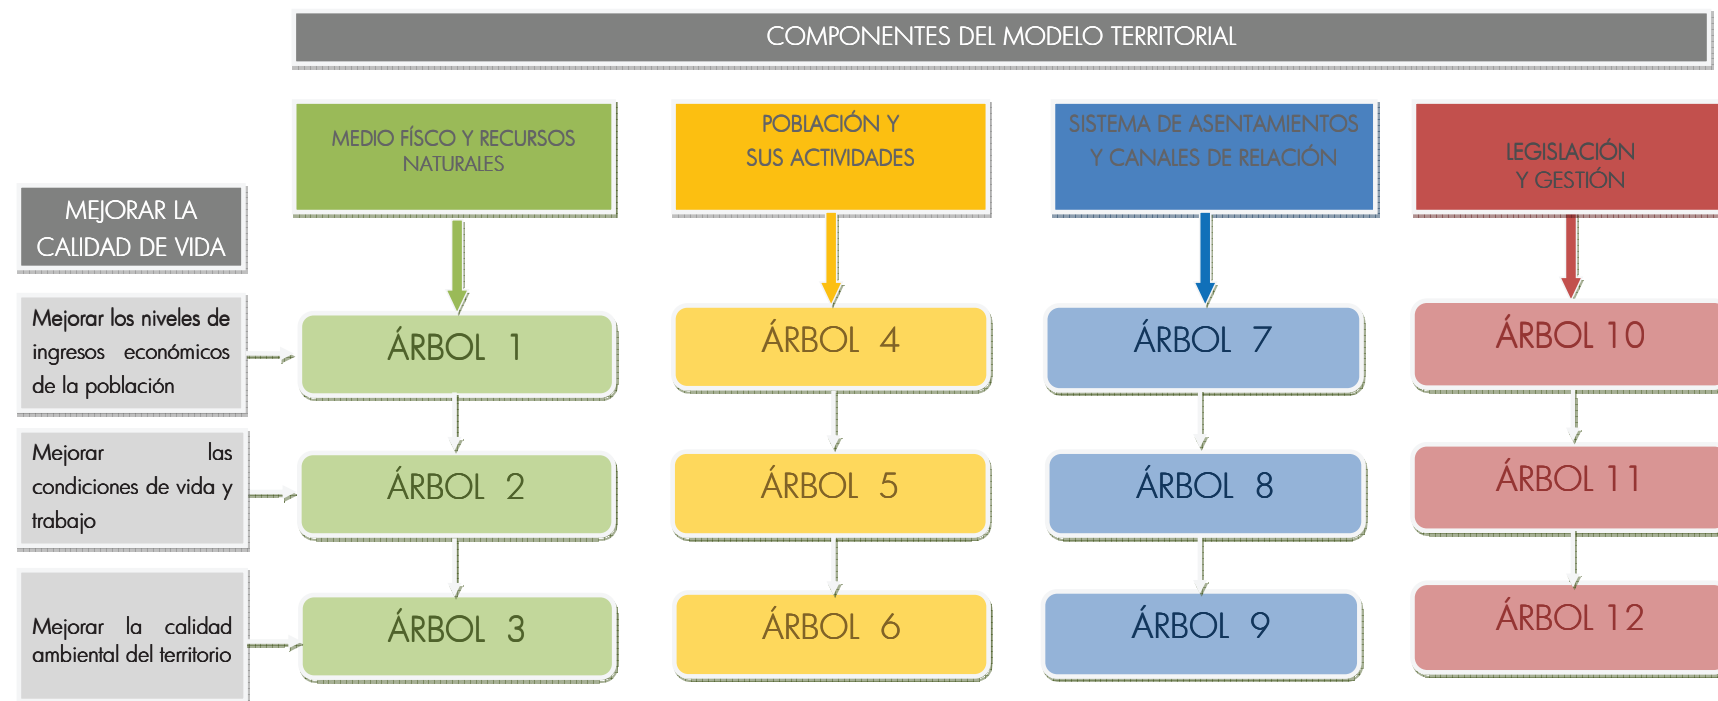 COMPONENTES DEL MODELO TERRITORIAL
MEDIO FÍSCO Y RECURSOS
NATURALES
POBLACIÓN Y
SUS ACTIVIDADES
SISTEMA DE ASENTAMIENTOS
Y CANALES DE RELACIÓN
LEGISLACIÓN
Y GESTIÓN
MEJORAR LA
CALIDAD DE VIDA
Mejorar los niveles de
ingresos económicos
de la población
ÁRBOL 1
ÁRBOL 4
ÁRBOL 7
ÁRBOL 10
Mejorar las
condiciones de vida y
trabajo
ÁRBOL 2
ÁRBOL 5
ÁRBOL 8
ÁRBOL 11
Mejorar la calidad
ambiental del territorio
ÁRBOL 3
ÁRBOL 6
ÁRBOL 9
ÁRBOL 12